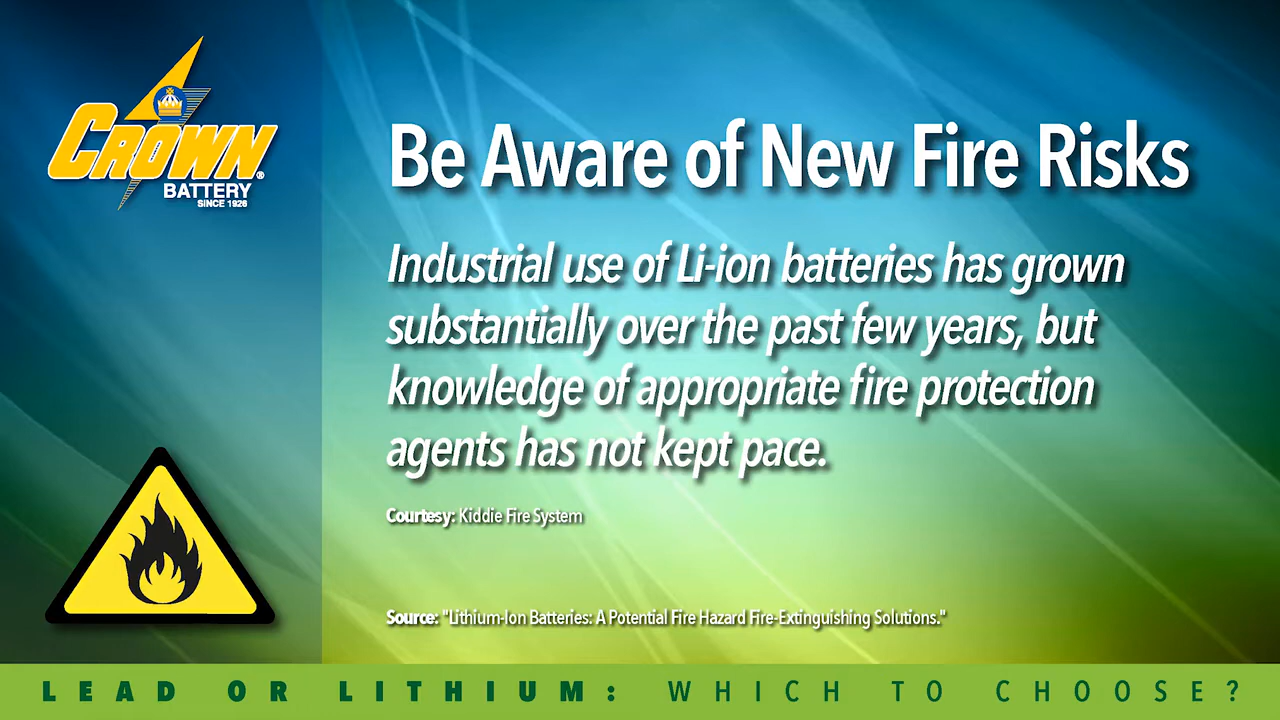 CROWN®
BATTERY
SINCE 1926
Be Aware of New Fire Risks
Industrial use of Li-ion batteries has grown
substantially over the past few years, but
knowledge of appropriate fire protection
agents has not kept pace.
Courtesy: Kiddie Fire System
Source: "Lithium-Ion Batteries: A Potential Fire Hazard Fire-Extinguishing Solutions."
LEAD OR LITHIUM: WHICH TO CHOOSE?